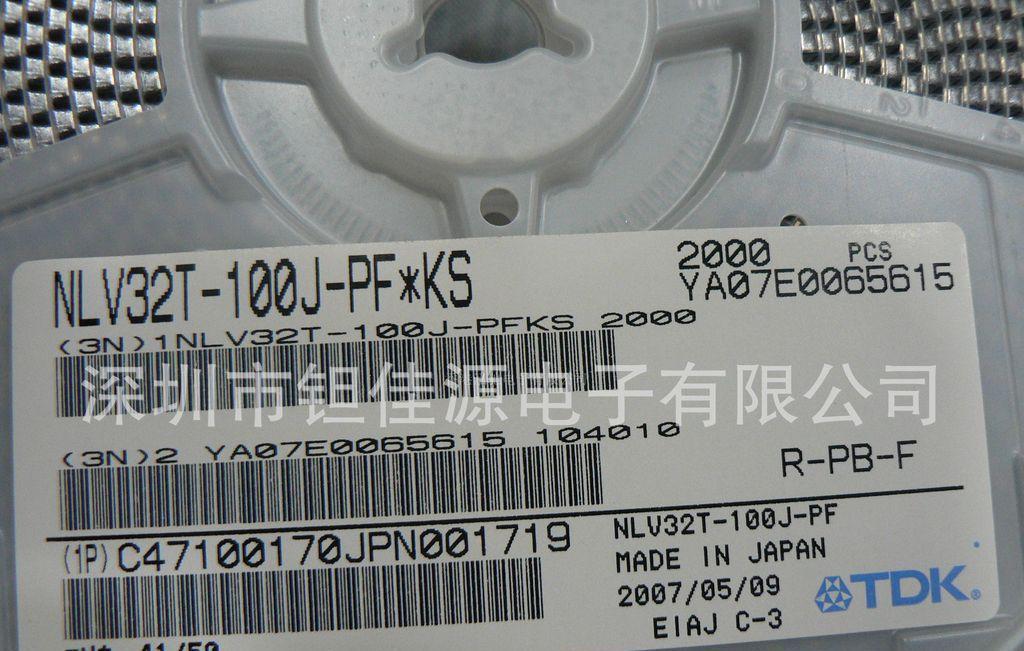 NLV32T-100J-PF*KS
2000 PCS
YA07E0065615
(3N)1NLV32T-100J-PFKS 2000
深圳市钽佳源电子有限公司
(3N)2 YA07E0065615 104010
R-PB-F
(1P)C47100170JPN001719
NLV32T-100J-PF
MADE IN JAPAN
2007/05/09
TDK®
EIAJ C-3
41/50